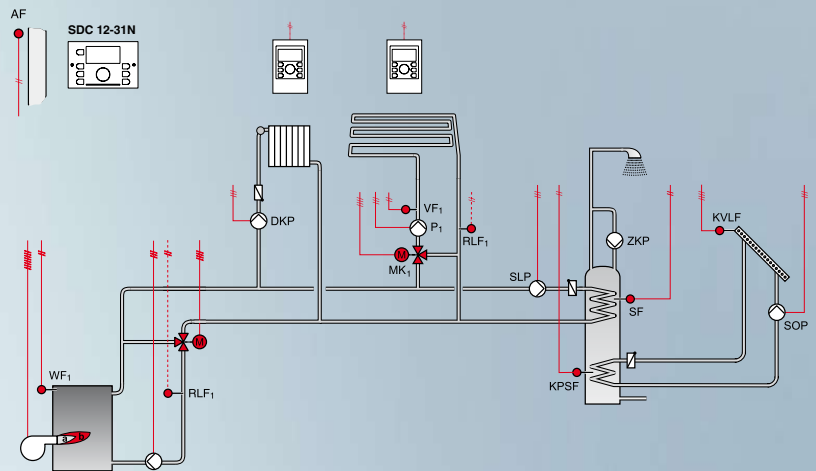 AF
SDC 12-31N
DKP
VF1
P1
RLF1
M
MK1
KVLF
ZKP
SLP
SF
SOP
M
WF1
RLF1
KPSF
a
b